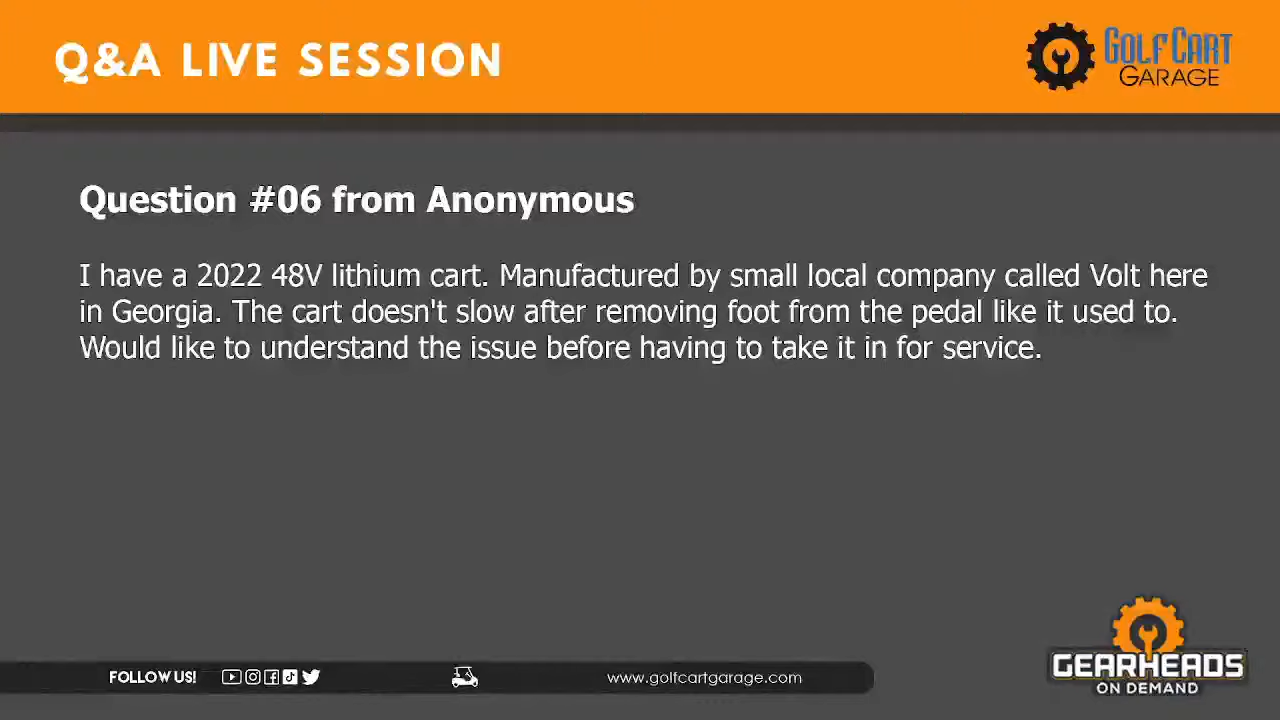 Q&A LIVE SESSION
GOLF CART
GARAGE
Question #06 from Anonymous
I have a 2022 48V lithium cart. Manufactured by small local company called Volt here
in Georgia. The cart doesn't slow after removing foot from the pedal like it used to.
Would like to understand the issue before having to take it in for service.
GEARHEADS
ON DEMAND
FOLLOW US!
www.golfcartgarage.com